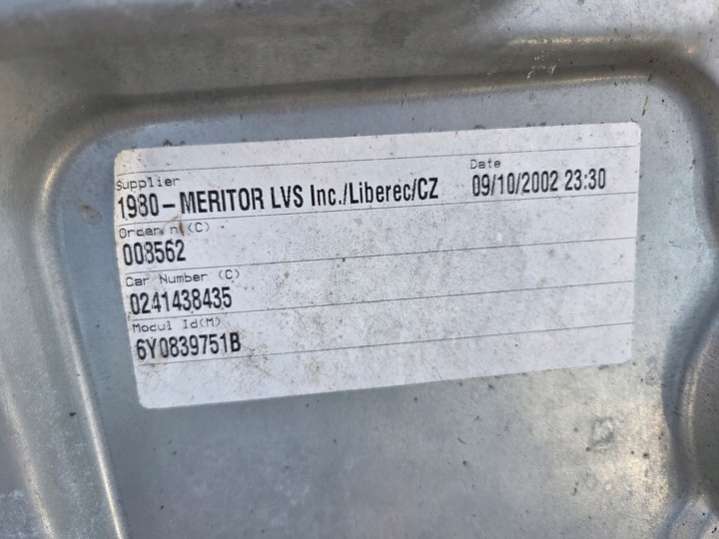 Supplier
1980-MERITOR LVS Inc./Liberec/CZ
Date
09/10/2002 23:30
Order n (C)
008562
Car Number (C)
0241438435
Modul Id(M)
6Y0839751B